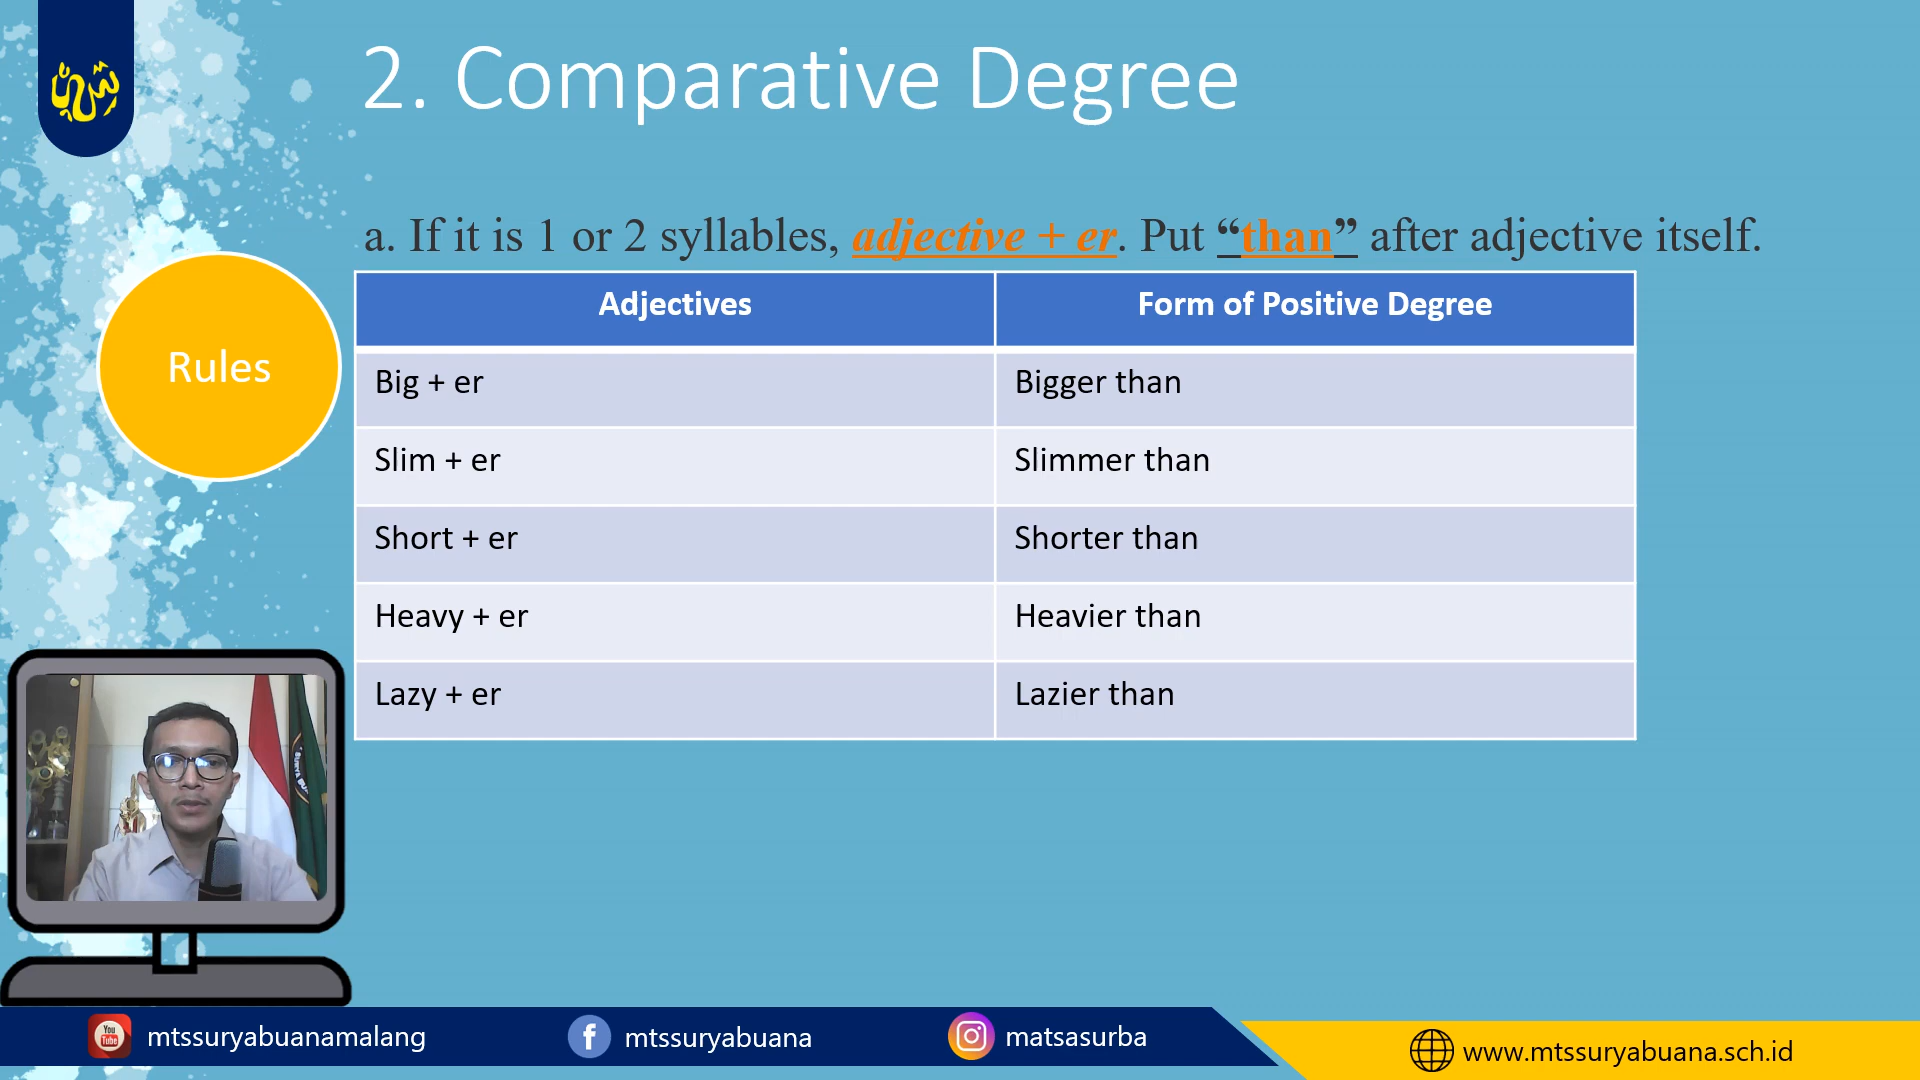 2. Comparative Degree
a. If it is 1 or 2 syllables, adjective + er. Put “than” after adjective itself.
Rules
Adjectives
Form of Positive Degree
Big + er
Bigger than
Slim + er
Slimmer than
Short + er
Shorter than
Heavy + er
Heavier than
Lazy + er
Lazier than
You
Tube
mtssuryabuanamalang
mtssuryabuana
matsasurba
www.mtssuryabuana.sch.id